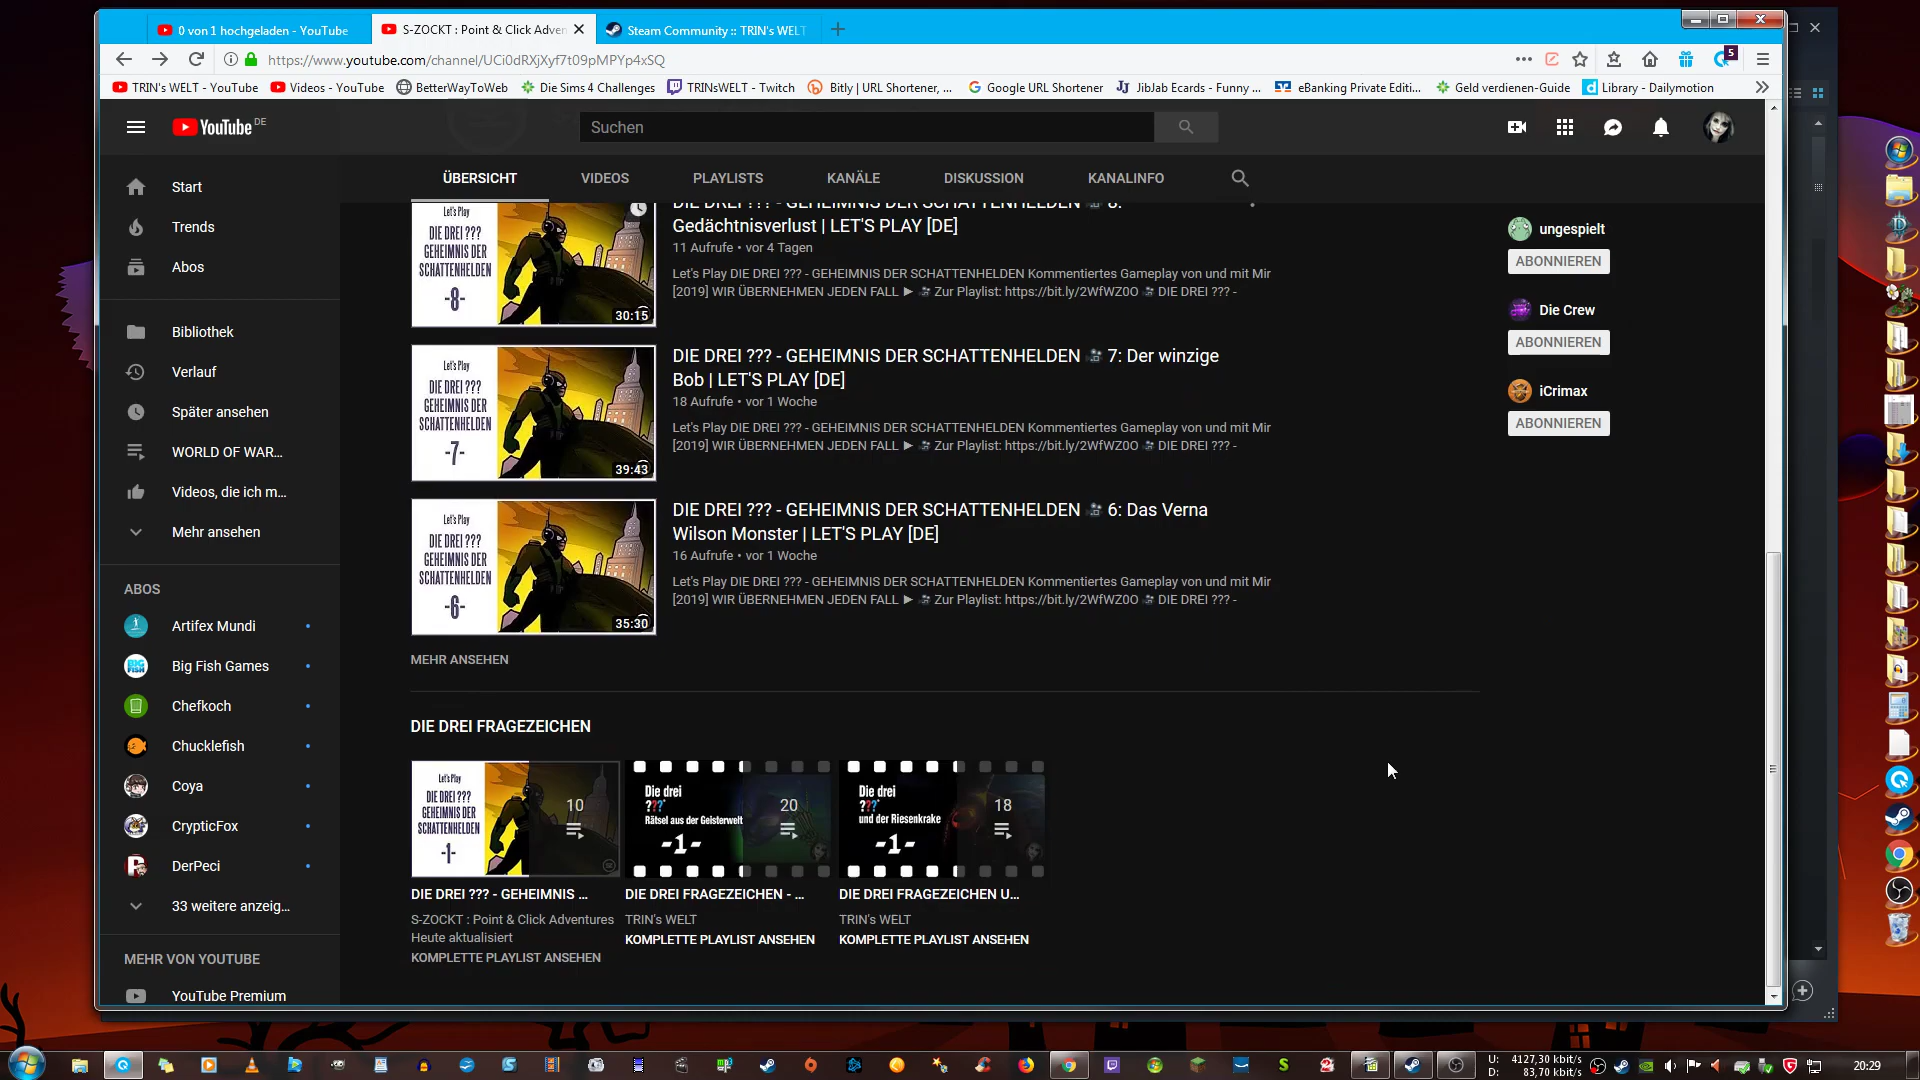 0 von 1 hochgeladen - YouTube
S-ZOCKT : Point & Click Adven
Steam Community :: TRIN's WELT
https://www.youtube.com/channel/UCi0dRXjXyf7t09pMPYp4xSQ
5
TRIN's WELT - YouTube
Videos - YouTube
BetterWayToWeb
Die Sims 4 Challenges
TRINsWELT - Twitch
Bitly | URL Shortener, ...
Google URL Shortener
JibJab Ecards - Funny ...
eBanking Private Editi...
Geld verdienen-Guide
Library - Dailymotion
YouTube DE
Suchen
ÜBERSICHT
VIDEOS
PLAYLISTS
KANÄLE
DISKUSSION
KANALINFO
Start
Trends
Abos
Bibliothek
Verlauf
Später ansehen
WORLD OF WAR...
Videos, die ich m...
Mehr ansehen
ABOS
Artifex Mundi
Big Fish Games
Chefkoch
Chucklefish
Coya
CrypticFox
DerPeci
33 weitere anzeig...
MEHR VON YOUTUBE
YouTube Premium
Let's Play
DIE DREI ???
GEHEIMNIS DER
SCHATTENHELDEN
-8-
30:15
DIE DREI ??? - GEHEIMNIS DER SCHATTENHELDEN 8:
Gedächtnisverlust | LET'S PLAY [DE]
11 Aufrufe • vor 4 Tagen
Let's Play DIE DREI ??? - GEHEIMNIS DER SCHATTENHELDEN Kommentiertes Gameplay von und mit Mir
[2019] WIR ÜBERNEHMEN JEDEN FALL ► Zur Playlist: https://bit.ly/2WfWZ0O DIE DREI ??? -
Let's Play
DIE DREI ???
GEHEIMNIS DER
SCHATTENHELDEN
-7-
39:43
DIE DREI ??? - GEHEIMNIS DER SCHATTENHELDEN 7: Der winzige
Bob | LET'S PLAY [DE]
18 Aufrufe • vor 1 Woche
Let's Play DIE DREI ??? - GEHEIMNIS DER SCHATTENHELDEN Kommentiertes Gameplay von und mit Mir
[2019] WIR ÜBERNEHMEN JEDEN FALL ► Zur Playlist: https://bit.ly/2WfWZ0O DIE DREI ??? -
Let's Play
DIE DREI ???
GEHEIMNIS DER
SCHATTENHELDEN
-6-
35:30
DIE DREI ??? - GEHEIMNIS DER SCHATTENHELDEN 6: Das Verna
Wilson Monster | LET'S PLAY [DE]
16 Aufrufe • vor 1 Woche
Let's Play DIE DREI ??? - GEHEIMNIS DER SCHATTENHELDEN Kommentiertes Gameplay von und mit Mir
[2019] WIR ÜBERNEHMEN JEDEN FALL ► Zur Playlist: https://bit.ly/2WfWZ0O DIE DREI ??? -
MEHR ANSEHEN
DIE DREI FRAGEZEICHEN
Let's Play
DIE DREI ???
GEHEIMNIS DER
SCHATTENHELDEN
-1-
10
DIE DREI ??? - GEHEIMNIS ...
S-ZOCKT : Point & Click Adventures
Heute aktualisiert
KOMPLETTE PLAYLIST ANSEHEN
Die drei
???
Rätsel aus der Geisterwelt
-1-
20
DIE DREI FRAGEZEICHEN - ...
TRIN's WELT
KOMPLETTE PLAYLIST ANSEHEN
Die drei
???
und der Riesenkrake
-1-
18
DIE DREI FRAGEZEICHEN U...
TRIN's WELT
KOMPLETTE PLAYLIST ANSEHEN
ungespielt
ABONNIEREN
Die Crew
ABONNIEREN
iCrimax
ABONNIEREN
U: 4127,30 kbit/s
D: 83,70 kbit/s
20:29